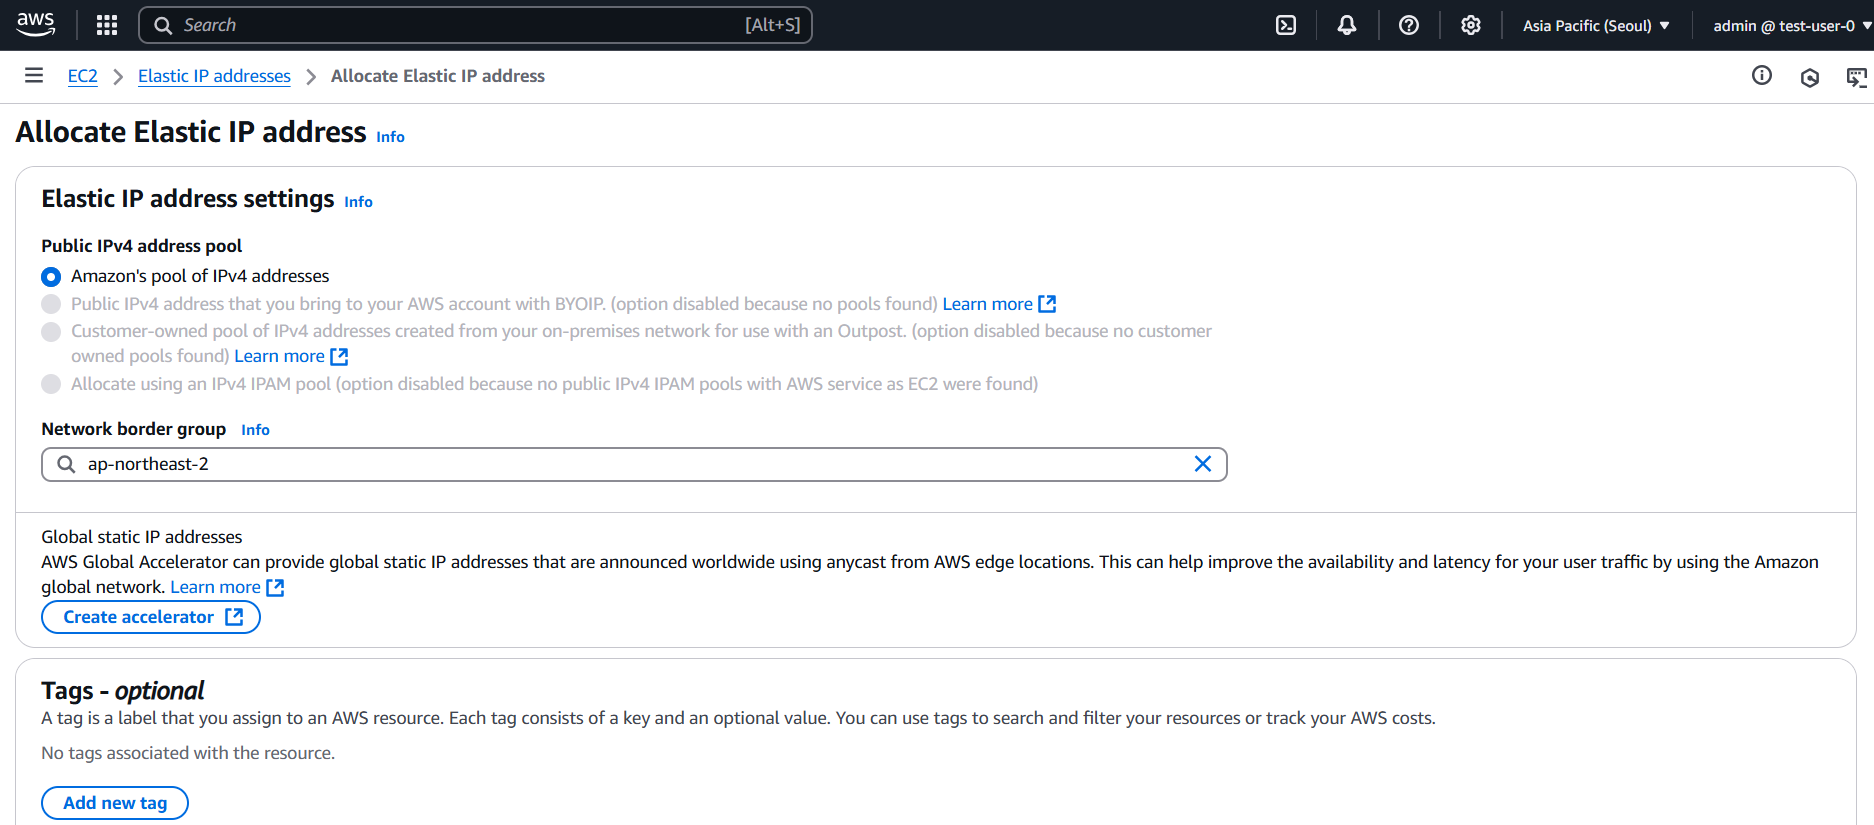 aws
Search [Alt+S]
Asia Pacific (Seoul)
admin @ test-user-0
EC2
Elastic IP addresses
Allocate Elastic IP address
Allocate Elastic IP address Info
Elastic IP address settings Info
Public IPv4 address pool
Amazon's pool of IPv4 addresses
Public IPv4 address that you bring to your AWS account with BYOIP. (option disabled because no pools found) Learn more
Customer-owned pool of IPv4 addresses created from your on-premises network for use with an Outpost. (option disabled because no customer
owned pools found) Learn more
Allocate using an IPv4 IPAM pool (option disabled because no public IPv4 IPAM pools with AWS service as EC2 were found)
Network border group Info
ap-northeast-2
Global static IP addresses
AWS Global Accelerator can provide global static IP addresses that are announced worldwide using anycast from AWS edge locations. This can help improve the availability and latency for your user traffic by using the Amazon
global network. Learn more
Create accelerator
Tags - optional
A tag is a label that you assign to an AWS resource. Each tag consists of a key and an optional value. You can use tags to search and filter your resources or track your AWS costs.
No tags associated with the resource.
Add new tag